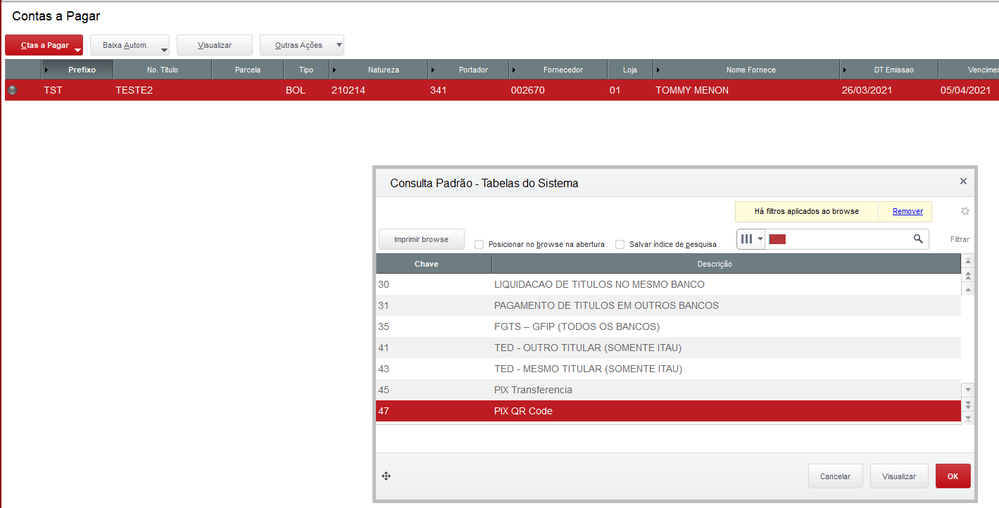 Contas a Pagar
Ctas a Pagar Baixa Autom. Visualizar Outras Ações
Prefixo No. Titulo Parcela Tipo Natureza Portador Fornecedor Loja Nome Fornece DT Emissao Vencimen
TST TESTE2 BOL 210214 341 002670 01 TOMMY MENON 26/03/2021 05/04/2021
Consulta Padrão - Tabelas do Sistema
Há filtros aplicados ao browse Remover
Imprimir browse Posicionar no browse na abertura Salvar índice de pesquisa Filtrar
Chave Descrição
30 LIQUIDACAO DE TITULOS NO MESMO BANCO
31 PAGAMENTO DE TITULOS EM OUTROS BANCOS
35 FGTS – GFIP (TODOS OS BANCOS)
41 TED - OUTRO TITULAR (SOMENTE ITAU)
43 TED - MESMO TITULAR (SOMENTE ITAU)
45 PIX Transferencia
47 PIX QR Code
Cancelar Visualizar OK